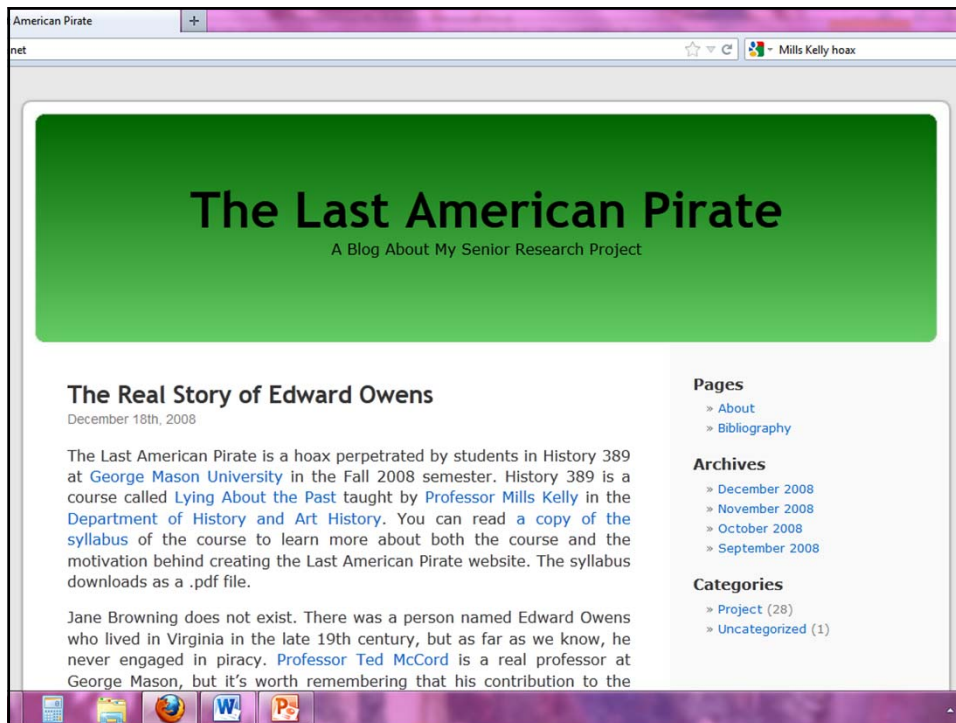 American Pirate
net
Mills Kelly hoax
The Last American Pirate
A Blog About My Senior Research Project
The Real Story of Edward Owens
December 18th, 2008
The Last American Pirate is a hoax perpetrated by students in History 389
at George Mason University in the Fall 2008 semester. History 389 is a
course called Lying About the Past taught by Professor Mills Kelly in the
Department of History and Art History. You can read a copy of the
syllabus of the course to learn more about both the course and the
motivation behind creating the Last American Pirate website. The syllabus
downloads as a .pdf file.
Jane Browning does not exist. There was a person named Edward Owens
who lived in Virginia in the late 19th century, but as far as we know, he
never engaged in piracy. Professor Ted McCord is a real professor at
George Mason, but it's worth remembering that his contribution to the
Pages
» About
» Bibliography
Archives
» December 2008
» November 2008
» October 2008
» September 2008
Categories
» Project (28)
» Uncategorized (1)